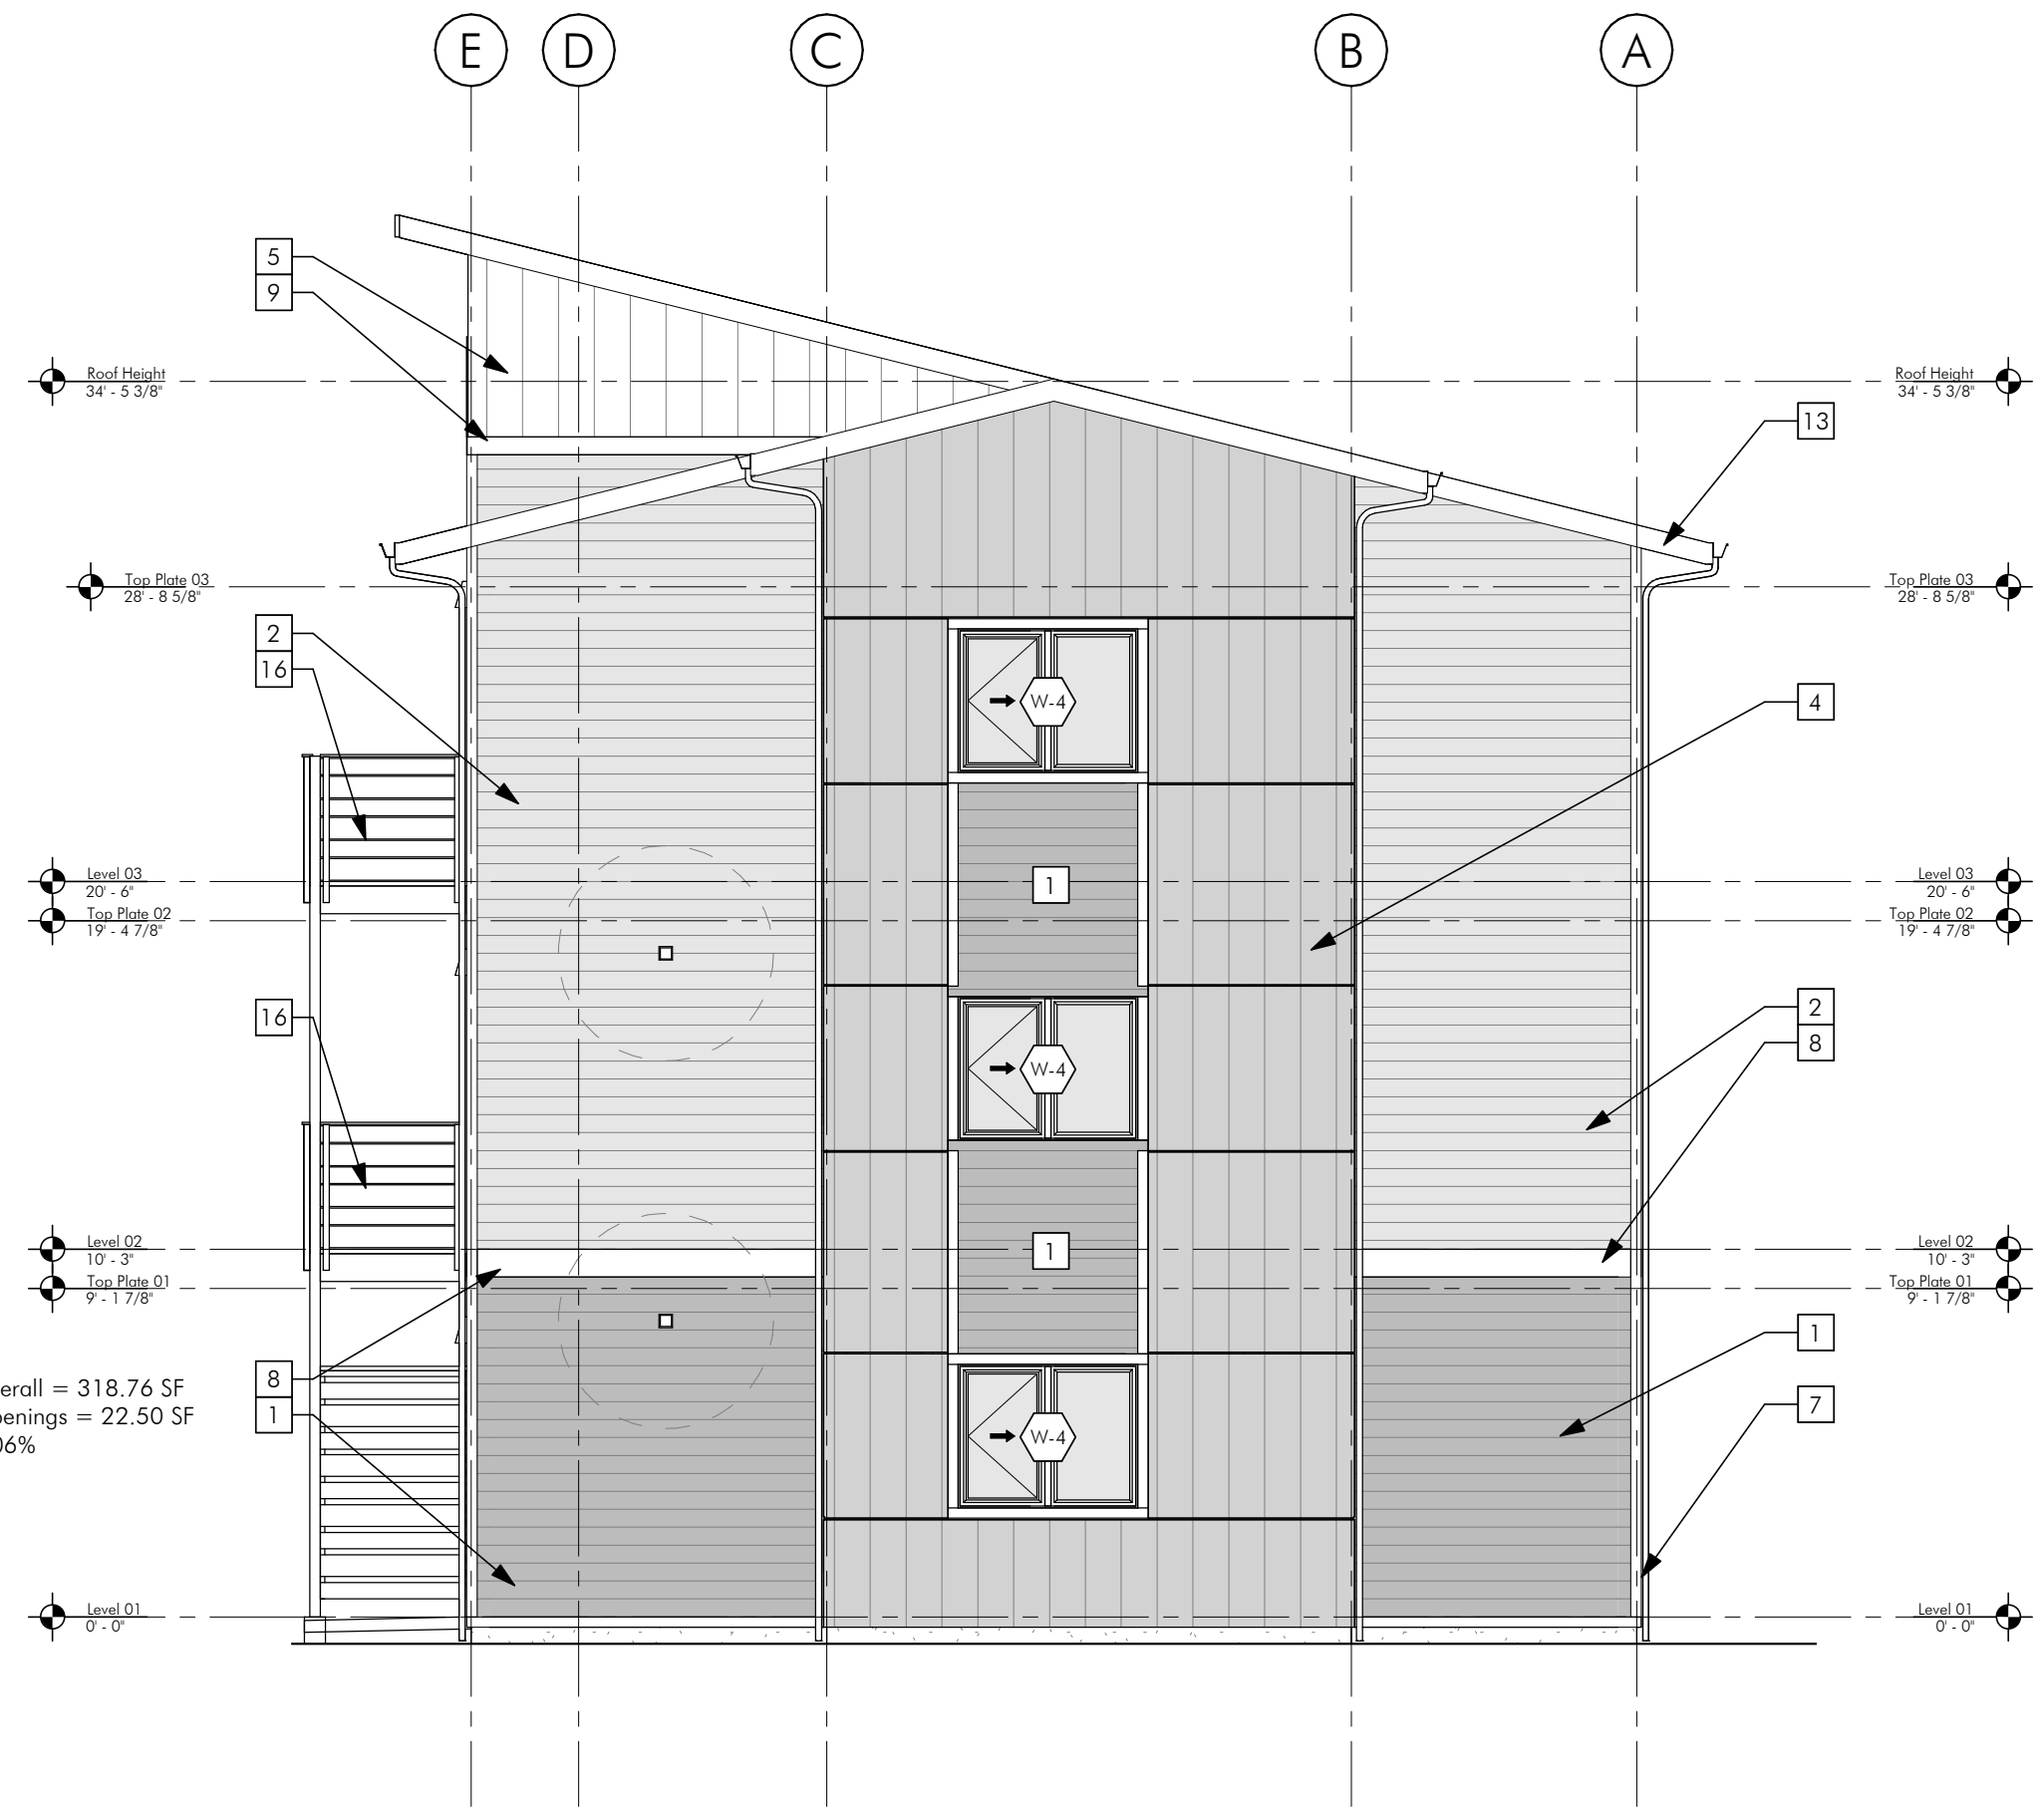 E D C B A
5
9
Roof Height
34' - 5 3/8"
Roof Height
34' - 5 3/8"
13
Top Plate 03
28' - 8 5/8"
Top Plate 03
28' - 8 5/8"
2
16
W-4
4
Level 03
20' - 6"
1
Level 03
20' - 6"
Top Plate 02
19' - 4 7/8"
Top Plate 02
19' - 4 7/8"
16
W-4
2
8
Level 02
10' - 3"
1
Level 02
10' - 3"
Top Plate 01
9' - 1 7/8"
Top Plate 01
9' - 1 7/8"
1
8
1
erall = 318.76 SF
penings = 22.50 SF
06%
W-4
7
Level 01
0' - 0"
Level 01
0' - 0"